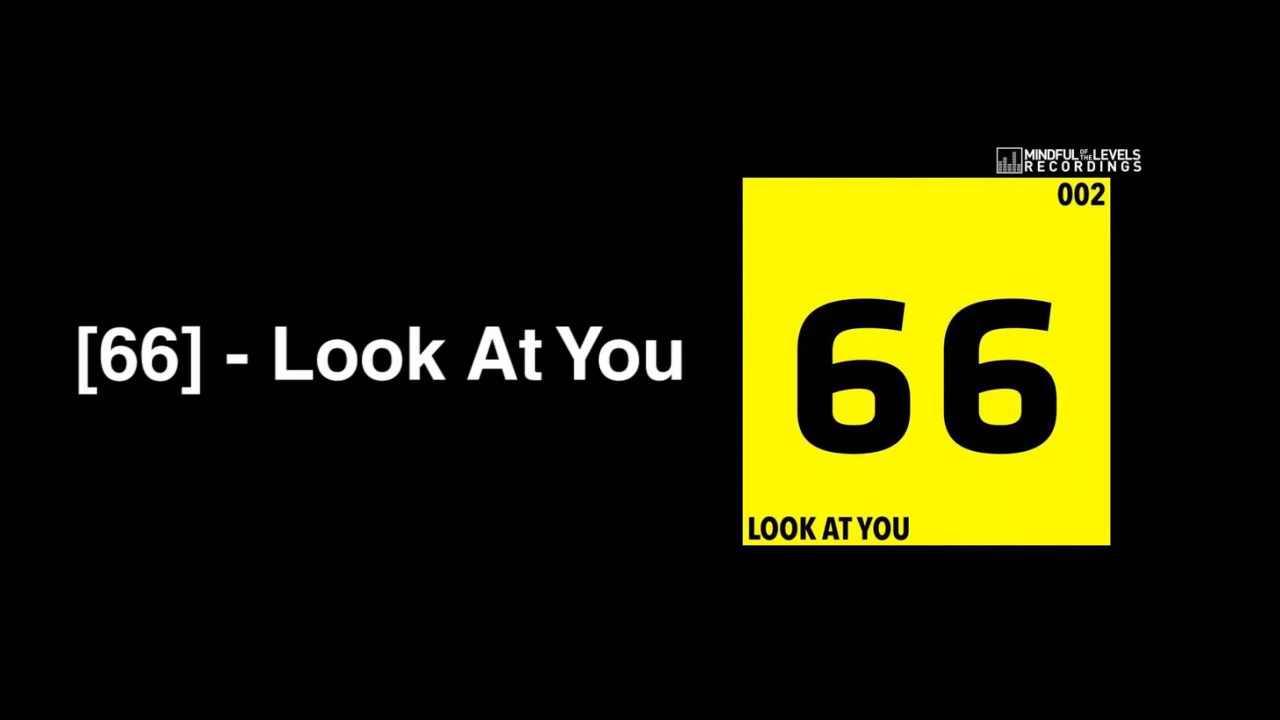 [66] - Look At You
MINDFUL OF THE LEVELS
RECORDINGS
002
66
LOOK AT YOU